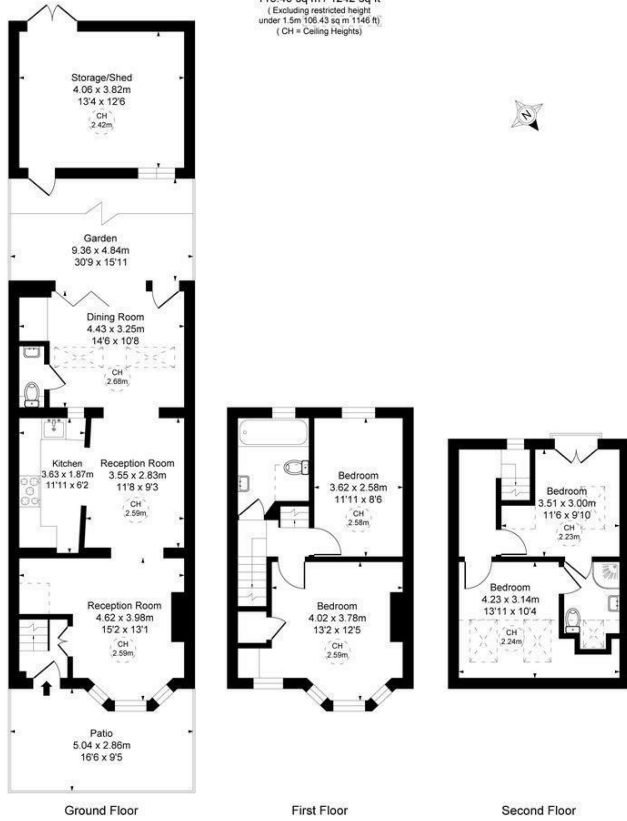 ( Excluding restricted height
under 1.5m 106.43 sq m 1146 ft)
( CH = Ceiling Heights)
N
Storage/Shed
4.06 x 3.82m
13'4 x 12'6
CH
2.42m
Garden
9.36 x 4.84m
30'9 x 15'11
Dining Room
4.43 x 3.25m
14'6 x 10'8
CH
2.68m
Kitchen
3.63 x 1.87m
11'11 x 6'2
Reception Room
3.55 x 2.83m
11'8 x 9'3
CH
2.59m
Reception Room
4.62 x 3.98m
15'2 x 13'1
CH
2.59m
Patio
5.04 x 2.86m
16'6 x 9'5
Ground Floor
Bedroom
3.62 x 2.58m
11'11 x 8'6
CH
2.58m
Bedroom
4.02 x 3.78m
13'2 x 12'5
CH
2.59m
First Floor
Bedroom
3.51 x 3.00m
11'6 x 9'10
CH
2.23m
Bedroom
4.23 x 3.14m
13'11 x 10'4
CH
2.24m
Second Floor